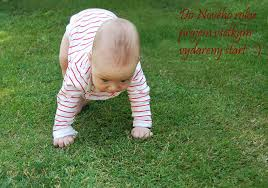 Do Nového roku
prajem všetkým
vydarený štart :-)